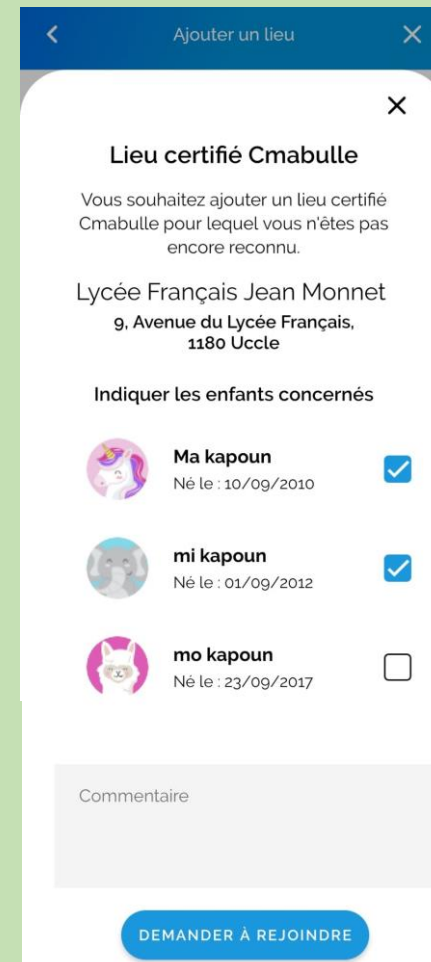 Ajouter un lieu
Lieu certifié Cmabulle
Vous souhaitez ajouter un lieu certifié
Cmabulle pour lequel vous n'êtes pas
encore reconnu.
Lycée Français Jean Monnet
9, Avenue du Lycée Français,
1180 Uccle
Indiquer les enfants concernés
Ma kapoun
Né le : 10/09/2010
mi kapoun
Né le : 01/09/2012
mo kapoun
Né le : 23/09/2017
Commentaire
DEMANDER À REJOINDRE